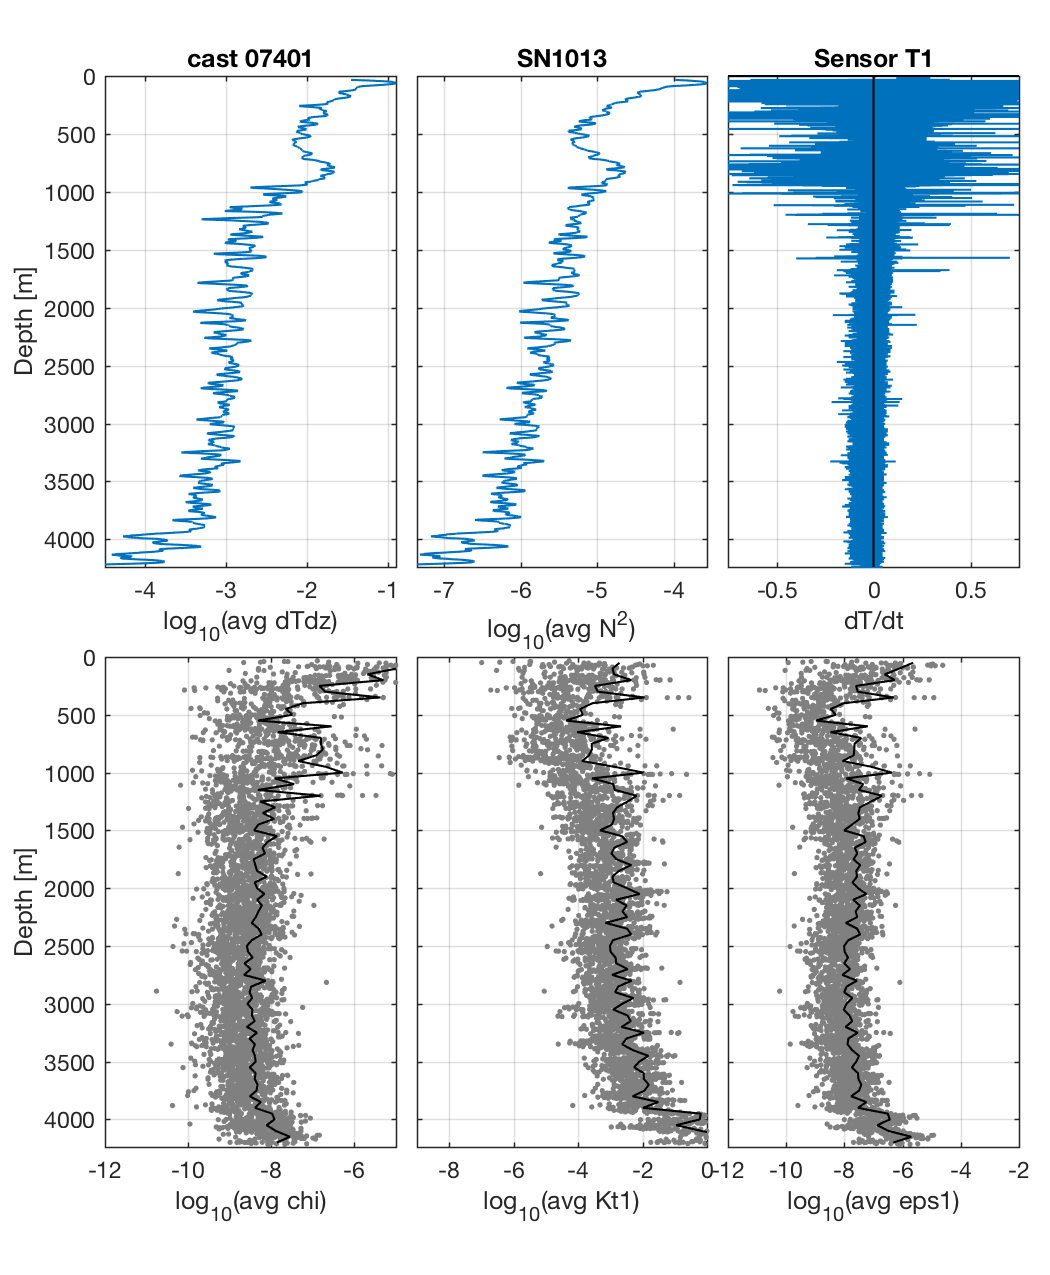 cast 07401
SN1013
Sensor T1
0
500
1000
1500
2000
2500
3000
3500
4000
Depth [m]
-4 -3 -2 -1
-7 -6 -5 -4
-0.5 0 0.5
log10(avg dTdz)
log10(avg N2)
dT/dt
0
500
1000
1500
2000
2500
3000
3500
4000
Depth [m]
-12 -10 -8 -6
-8 -6 -4 -2 0
-12 -10 -8 -6 -4 -2
log10(avg chi)
log10(avg Kt1)
log10(avg eps1)